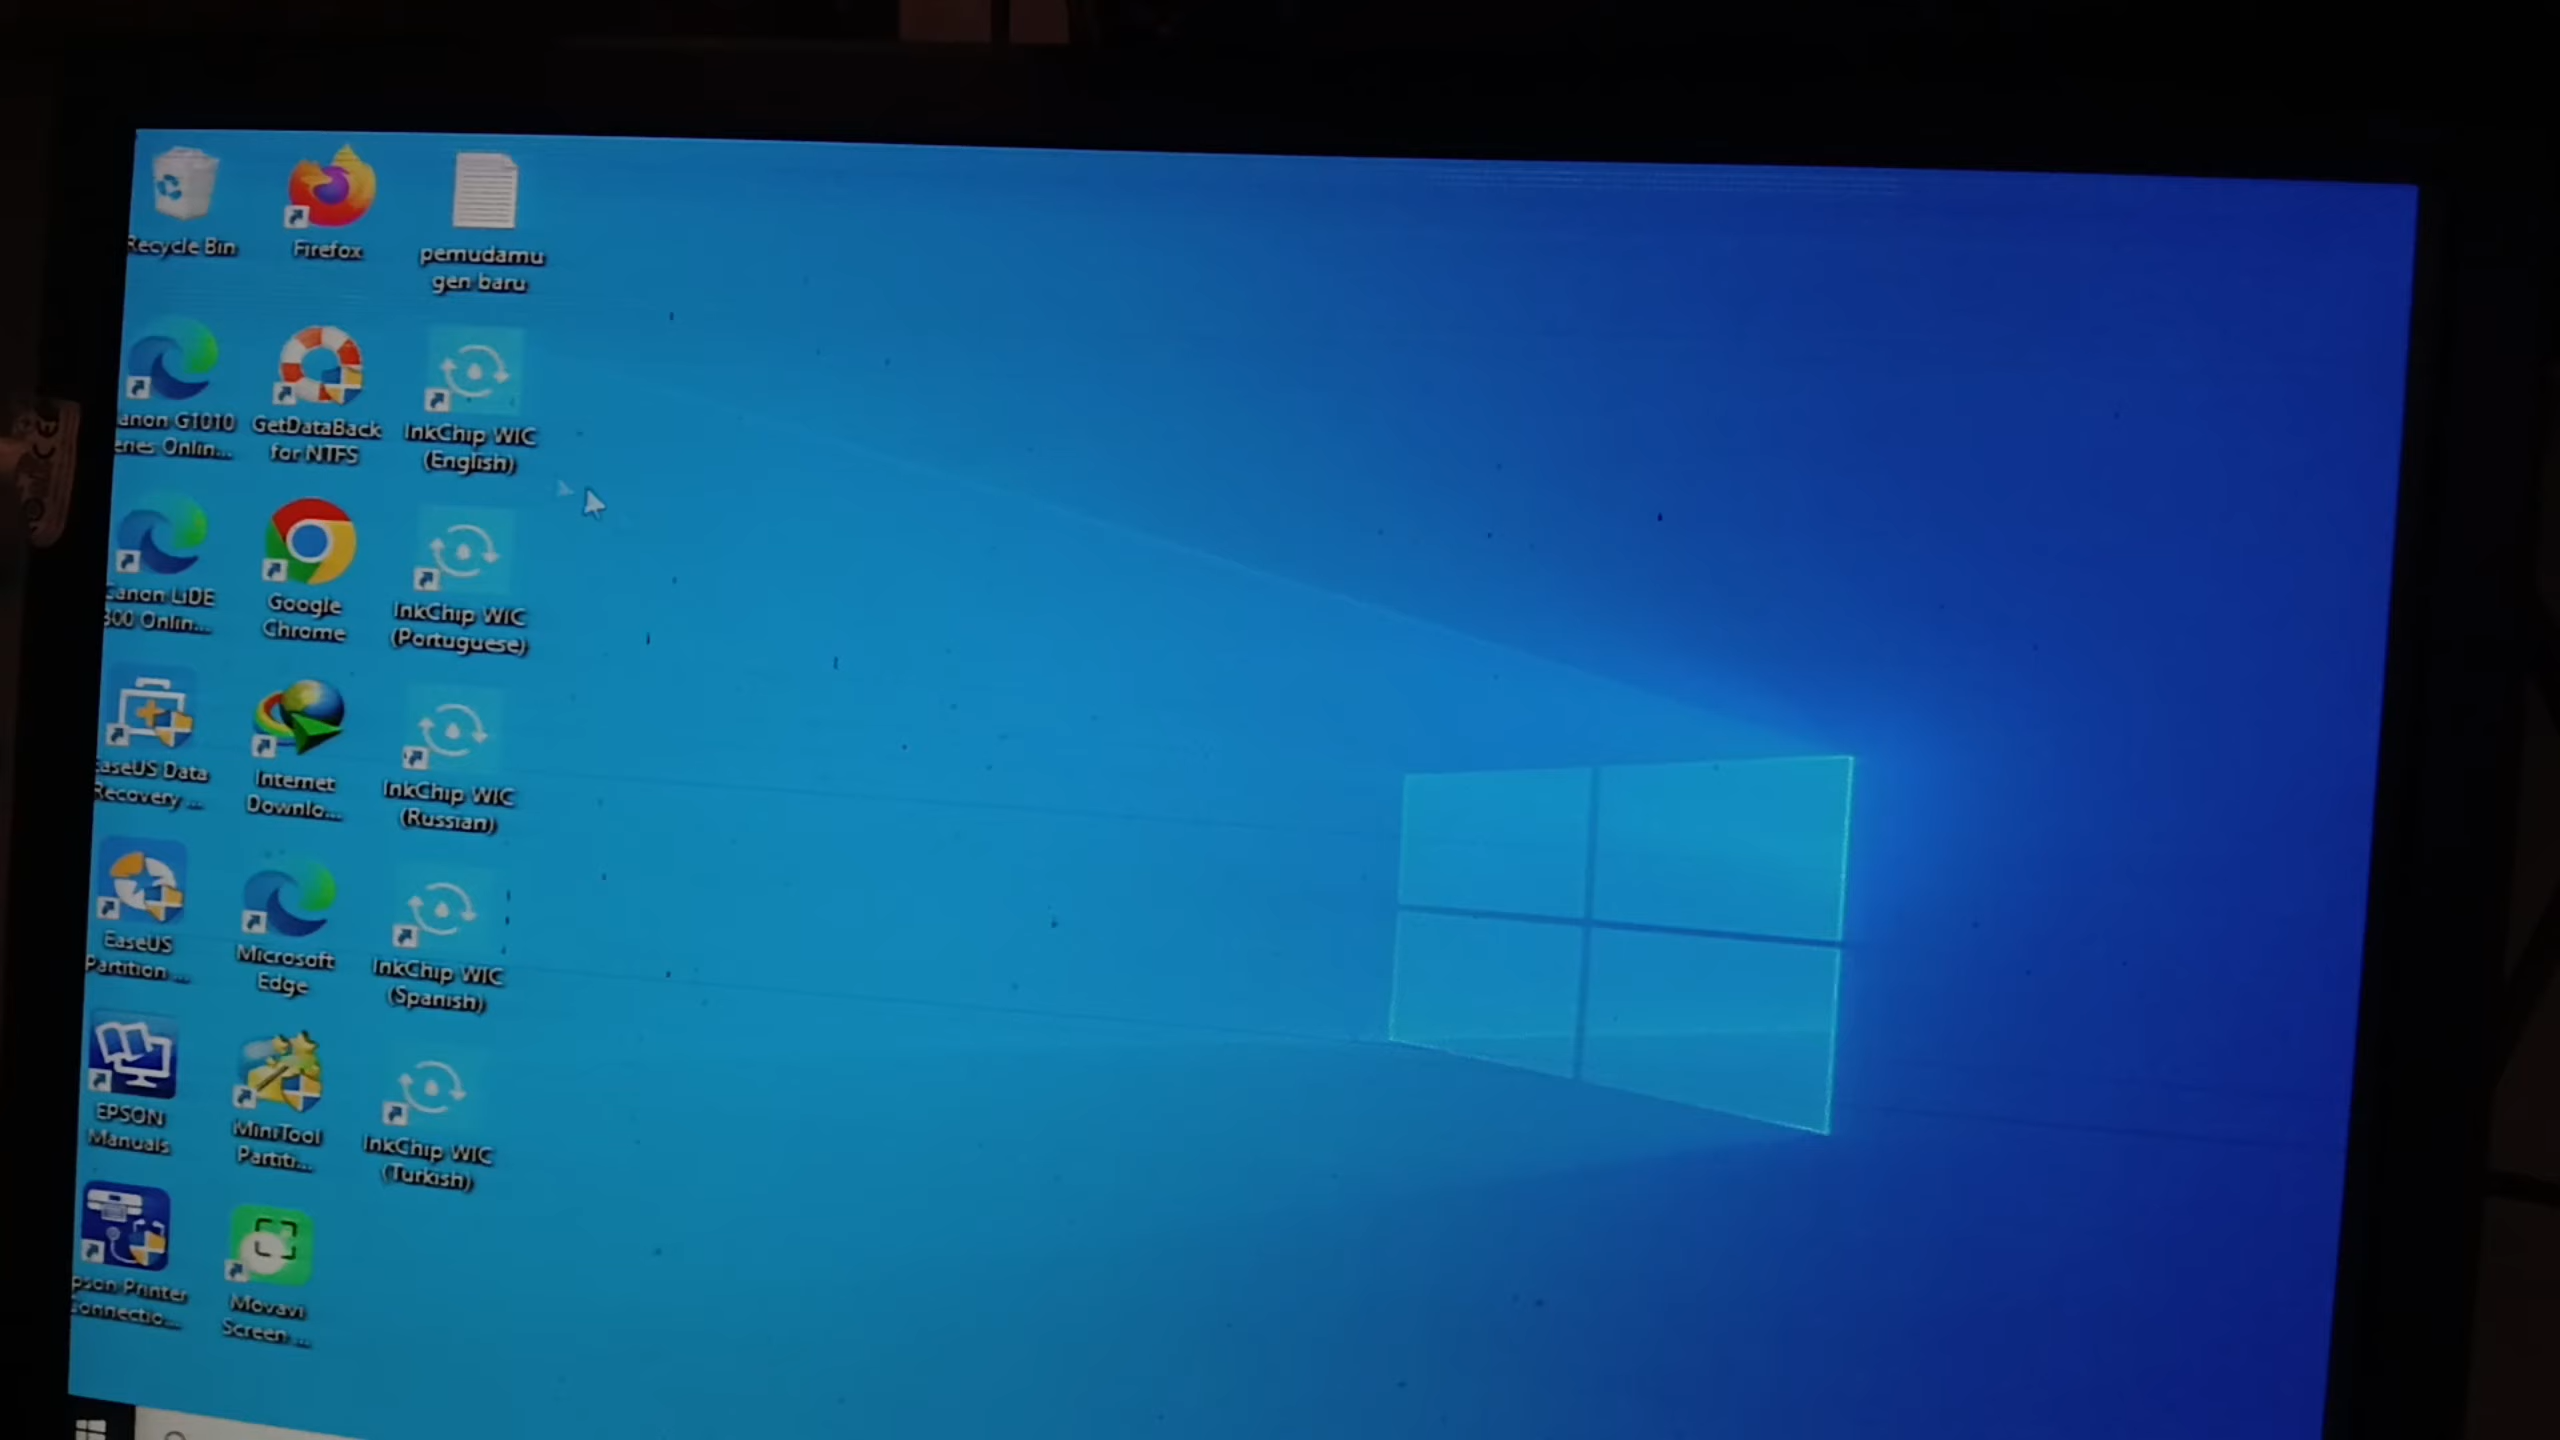 Recycle Bin
Firefox
pemudamu
gen baru
anon G1010
eries Onlin...
GetDataBack
for NTFS
InkChip WIC
(English)
Canon LiDE
300 Onlin...
Google
Chrome
InkChip WIC
(Portuguese)
EaseUS Data
Recovery ...
Internet
Downlo...
InkChip WIC
(Russian)
EaseUS
Partition ...
Microsoft
Edge
InkChip WIC
(Spanish)
EPSON
Manuals
MiniTool
Partiti...
InkChip WIC
(Turkish)
pson Printer
Connectio...
Movavi
Screen ...
CE